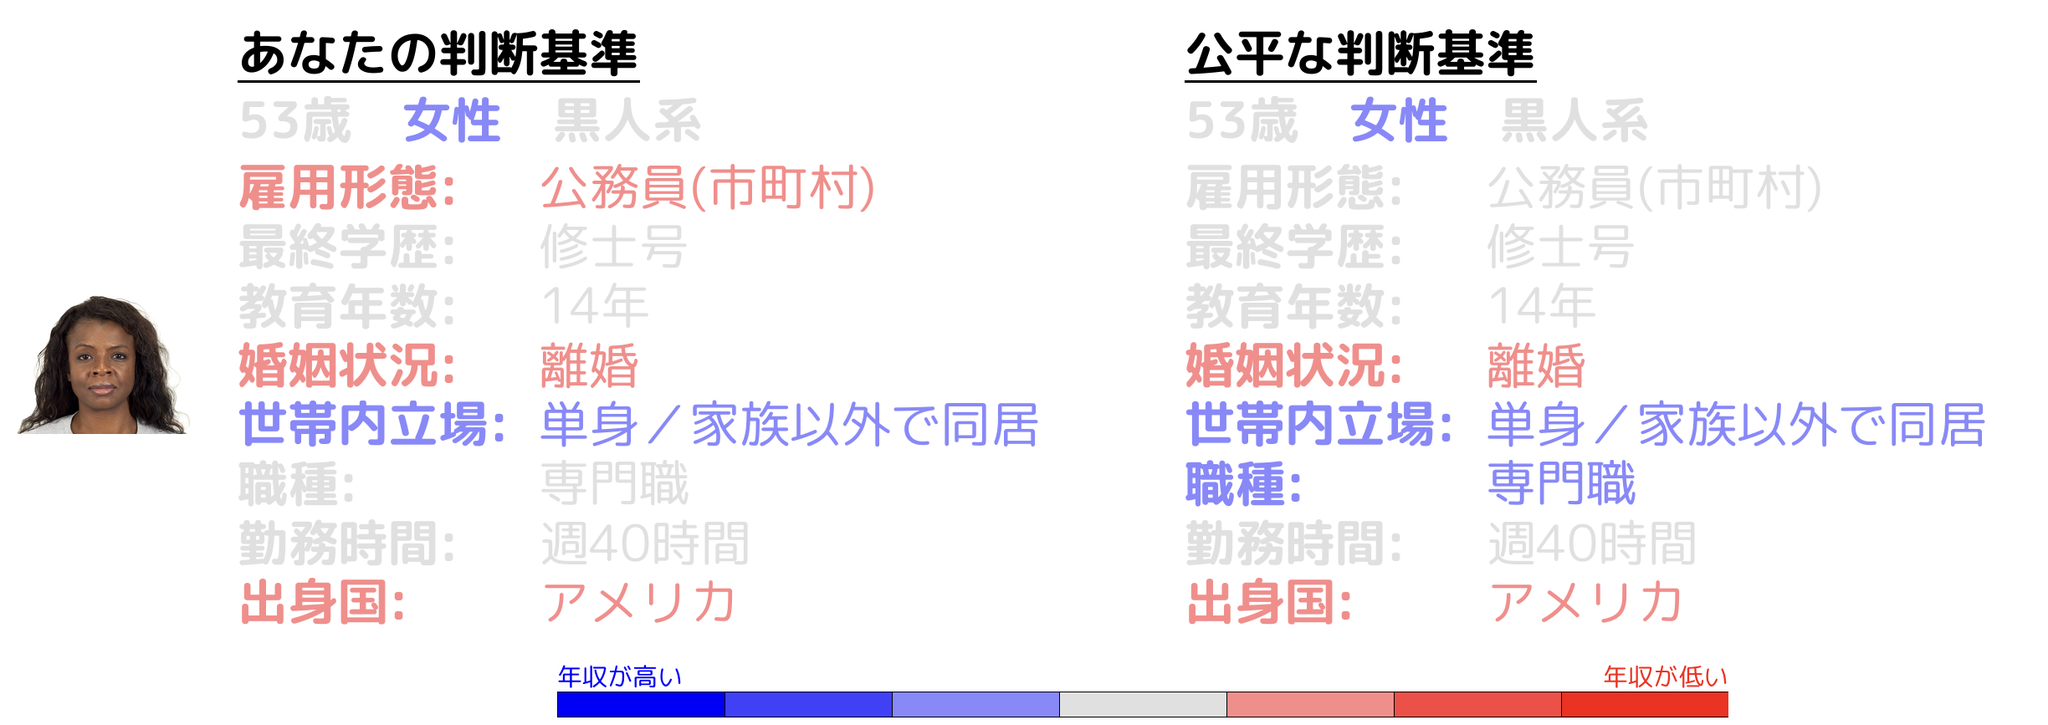 あなたの判断基準
53歳 女性 黒人系
雇用形態: 公務員(市町村)
最終学歴: 修士号
教育年数: 14年
婚姻状況: 離婚
世帯内立場: 単身／家族以外で同居
職種: 専門職
勤務時間: 週40時間
出身国: アメリカ
公平な判断基準
53歳 女性 黒人系
雇用形態: 公務員(市町村)
最終学歴: 修士号
教育年数: 14年
婚姻状況: 離婚
世帯内立場: 単身／家族以外で同居
職種: 専門職
勤務時間: 週40時間
出身国: アメリカ
年収が高い 年収が低い